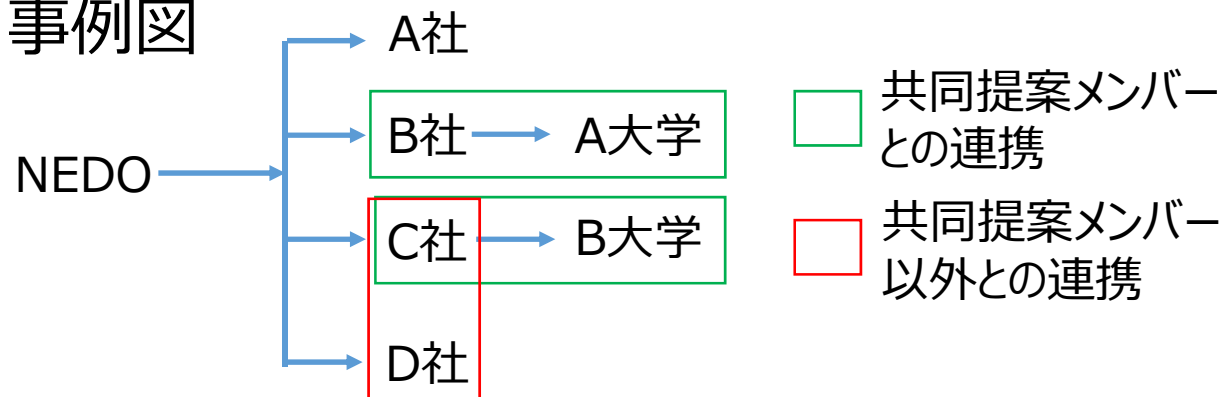 事例図
A社
B社 A大学
NEDO
C社 B大学
D社
共同提案メンバー
との連携
共同提案メンバー
以外との連携